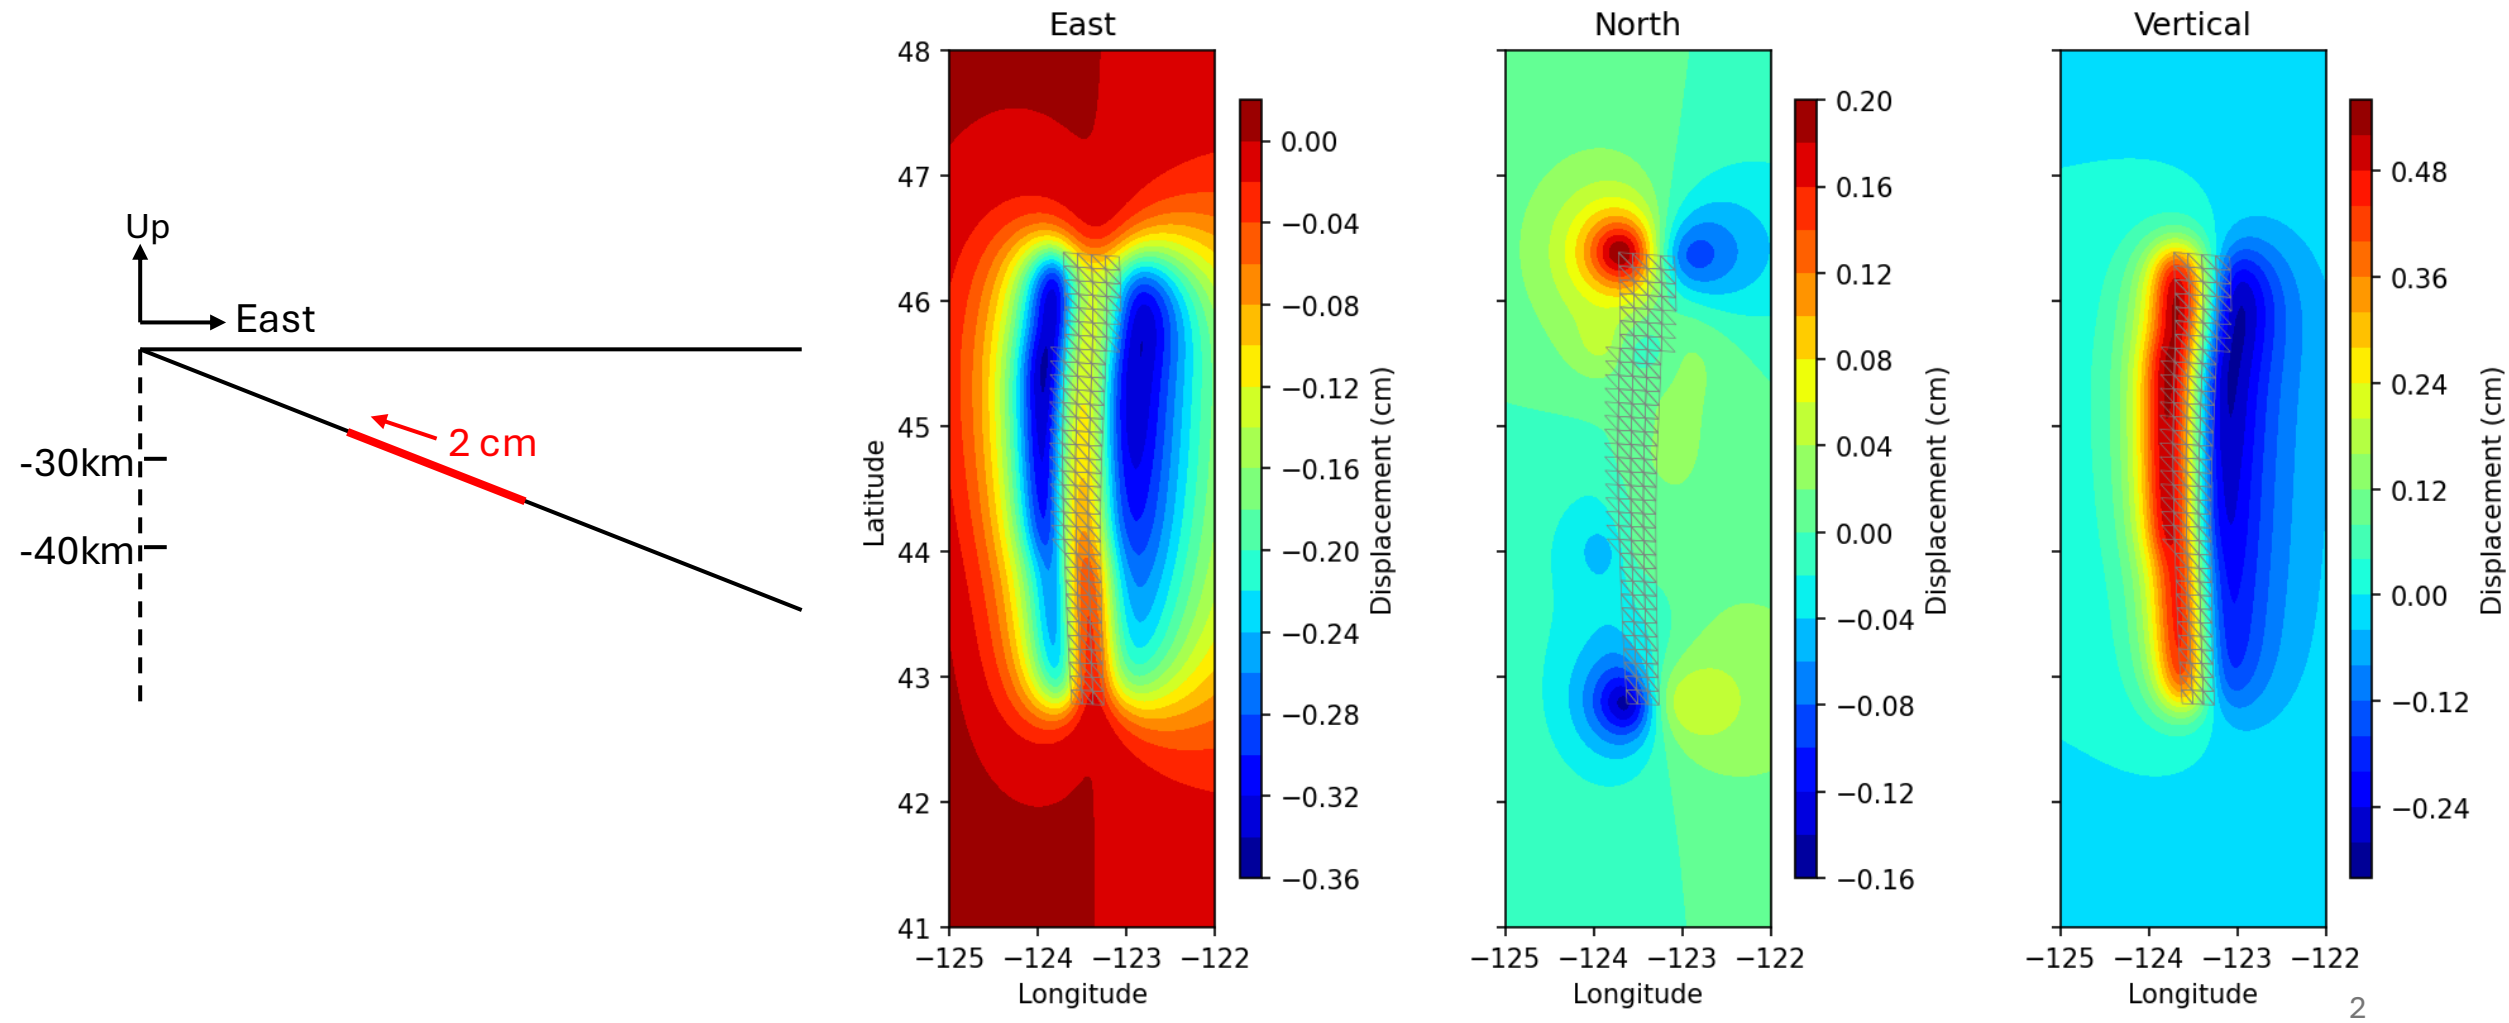 Up
East
-30km
-40km
2 cm
East
48
47
46
45
44
43
42
41
Latitude
−125 −124 −123 −122
Longitude
0.00
−0.04
−0.08
−0.12
−0.16
−0.20
−0.24
−0.28
−0.32
−0.36
Displacement (cm)
North
−125 −124 −123 −122
Longitude
0.20
0.16
0.12
0.08
0.04
0.00
−0.04
−0.08
−0.12
−0.16
Displacement (cm)
Vertical
−125 −124 −123 −122
Longitude
0.48
0.36
0.24
0.12
0.00
−0.12
−0.24
Displacement (cm)
2